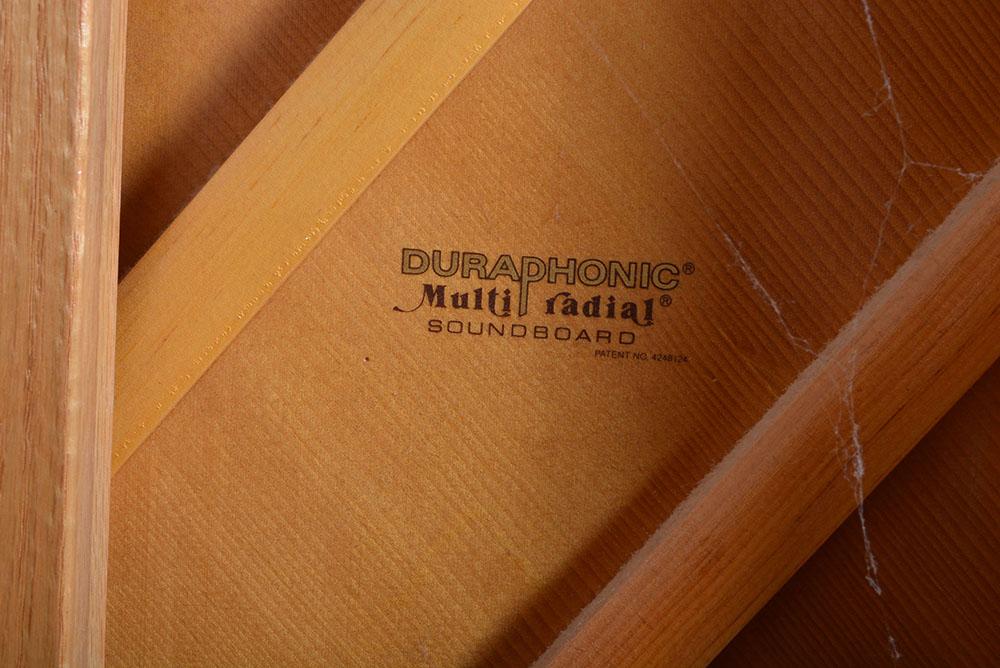 DURAPHONIC®
Multi radial®
SOUNDBOARD
PATENT NO. 4248124